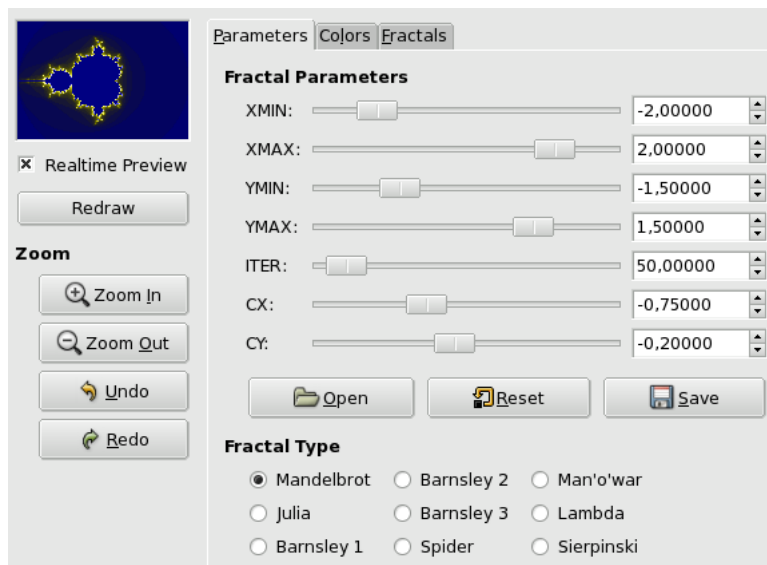 Parameters Colors Fractals
Fractal Parameters
XMIN: -2,00000
XMAX: 2,00000
YMIN: -1,50000
YMAX: 1,50000
ITER: 50,00000
CX: -0,75000
CY: -0,20000
Open Reset Save
Fractal Type
Mandelbrot Barnsley 2 Man'o'war
Julia Barnsley 3 Lambda
Barnsley 1 Spider Sierpinski
Realtime Preview
Redraw
Zoom
Zoom In
Zoom Out
Undo
Redo